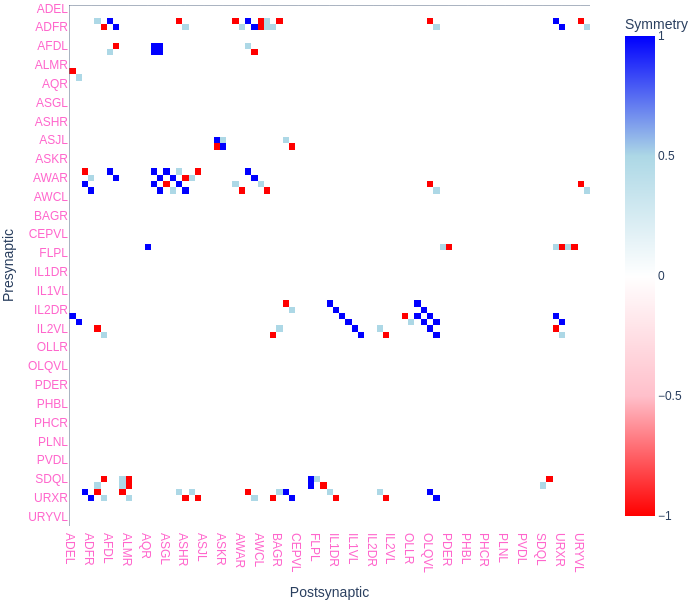 Symmetry
1
0.5
0
−0.5
−1
Presynaptic
ADEL
ADFR
AFDL
ALMR
AQR
ASGL
ASHR
ASJL
ASKR
AWAR
AWCL
BAGR
CEPVL
FLPL
IL1DR
IL1VL
IL2DR
IL2VL
OLLR
OLQVL
PDER
PHBL
PHCR
PLNL
PVDL
SDQL
URXR
URYVL
ADEL
ADFR
AFDL
ALMR
AQR
ASGL
ASHR
ASJL
ASKR
AWAR
AWCL
BAGR
CEPVL
FLPL
IL1DR
IL1VL
IL2DR
IL2VL
OLLR
OLQVL
PDER
PHBL
PHCR
PLNL
PVDL
SDQL
URXR
URYVL
Postsynaptic